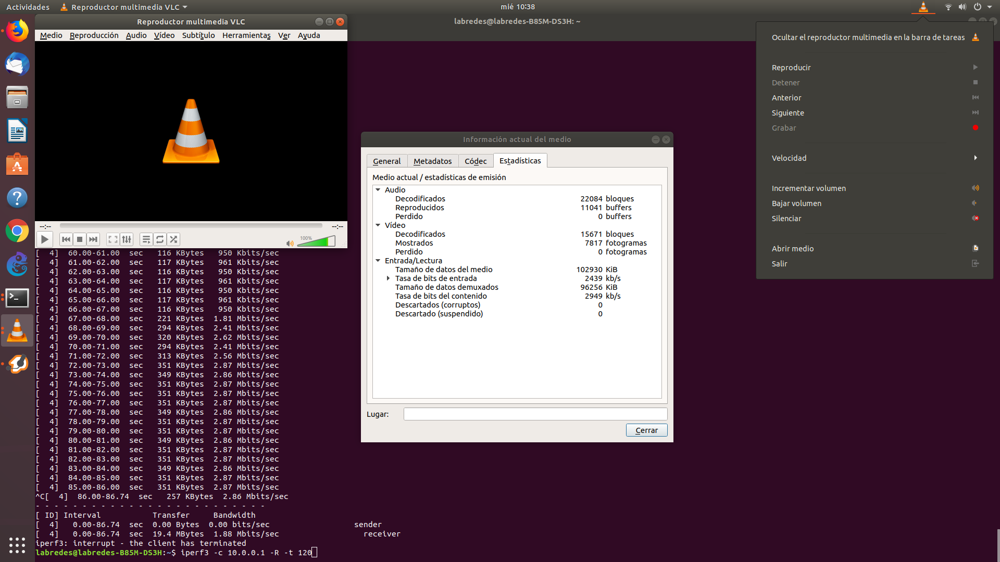 Actividades
Reproductor multimedia VLC
mié 10:38
Reproductor multimedia VLC
labredes@labredes-B85M-DS3H: ~
Medio Reproducción Audio Vídeo Subtítulo Herramientas Ver Ayuda
--:-- --:--
100%
[  4]  60.00-61.00  sec   116 KBytes   950 Kbits/sec
[  4]  61.00-62.00  sec   117 KBytes   961 Kbits/sec
[  4]  62.00-63.00  sec   116 KBytes   950 Kbits/sec
[  4]  63.00-64.00  sec   117 KBytes   961 Kbits/sec
[  4]  64.00-65.00  sec   116 KBytes   950 Kbits/sec
[  4]  65.00-66.00  sec   117 KBytes   961 Kbits/sec
[  4]  66.00-67.00  sec   116 KBytes   950 Kbits/sec
[  4]  67.00-68.00  sec   221 KBytes  1.81 Mbits/sec
[  4]  68.00-69.00  sec   294 KBytes  2.41 Mbits/sec
[  4]  69.00-70.00  sec   320 KBytes  2.62 Mbits/sec
[  4]  70.00-71.00  sec   294 KBytes  2.41 Mbits/sec
[  4]  71.00-72.00  sec   313 KBytes  2.56 Mbits/sec
[  4]  72.00-73.00  sec   351 KBytes  2.87 Mbits/sec
[  4]  73.00-74.00  sec   349 KBytes  2.86 Mbits/sec
[  4]  74.00-75.00  sec   351 KBytes  2.87 Mbits/sec
[  4]  75.00-76.00  sec   351 KBytes  2.87 Mbits/sec
[  4]  76.00-77.00  sec   351 KBytes  2.87 Mbits/sec
[  4]  77.00-78.00  sec   349 KBytes  2.86 Mbits/sec
[  4]  78.00-79.00  sec   351 KBytes  2.87 Mbits/sec
[  4]  79.00-80.00  sec   351 KBytes  2.87 Mbits/sec
[  4]  80.00-81.00  sec   349 KBytes  2.86 Mbits/sec
[  4]  81.00-82.00  sec   351 KBytes  2.87 Mbits/sec
[  4]  82.00-83.00  sec   351 KBytes  2.87 Mbits/sec
[  4]  83.00-84.00  sec   349 KBytes  2.86 Mbits/sec
[  4]  84.00-85.00  sec   351 KBytes  2.87 Mbits/sec
[  4]  85.00-86.00  sec   351 KBytes  2.87 Mbits/sec
^C[  4]  86.00-86.74  sec   257 KBytes  2.86 Mbits/sec
- - - - - - - - - - - - - - - - - - - - - - - - -
[ ID] Interval           Transfer     Bandwidth
[  4]   0.00-86.74  sec  0.00 Bytes  0.00 bits/sec                  sender
[  4]   0.00-86.74  sec  19.4 MBytes  1.88 Mbits/sec                  receiver
iperf3: interrupt - the client has terminated
labredes@labredes-B85M-DS3H:~$ iperf3 -c 10.0.0.1 -R -t 120
Información actual del medio
General Metadatos Códec Estadísticas
Medio actual / estadísticas de emisión
Audio
Decodificados 22084 bloques
Reproducidos 11041 buffers
Perdido 0 buffers
Vídeo
Decodificados 15671 bloques
Mostrados 7817 fotogramas
Perdido 0 fotogramas
Entrada/Lectura
Tamaño de datos del medio 102930 KiB
Tasa de bits de entrada 2439 kb/s
Tamaño de datos demuxados 96256 KiB
Tasa de bits del contenido 2949 kb/s
Descartados (corruptos) 0
Descartado (suspendido) 0
Lugar:
Cerrar
Ocultar el reproductor multimedia en la barra de tareas
Reproducir
Detener
Anterior
Siguiente
Grabar
Velocidad
Incrementar volumen
Bajar volumen
Silenciar
Abrir medio
Salir